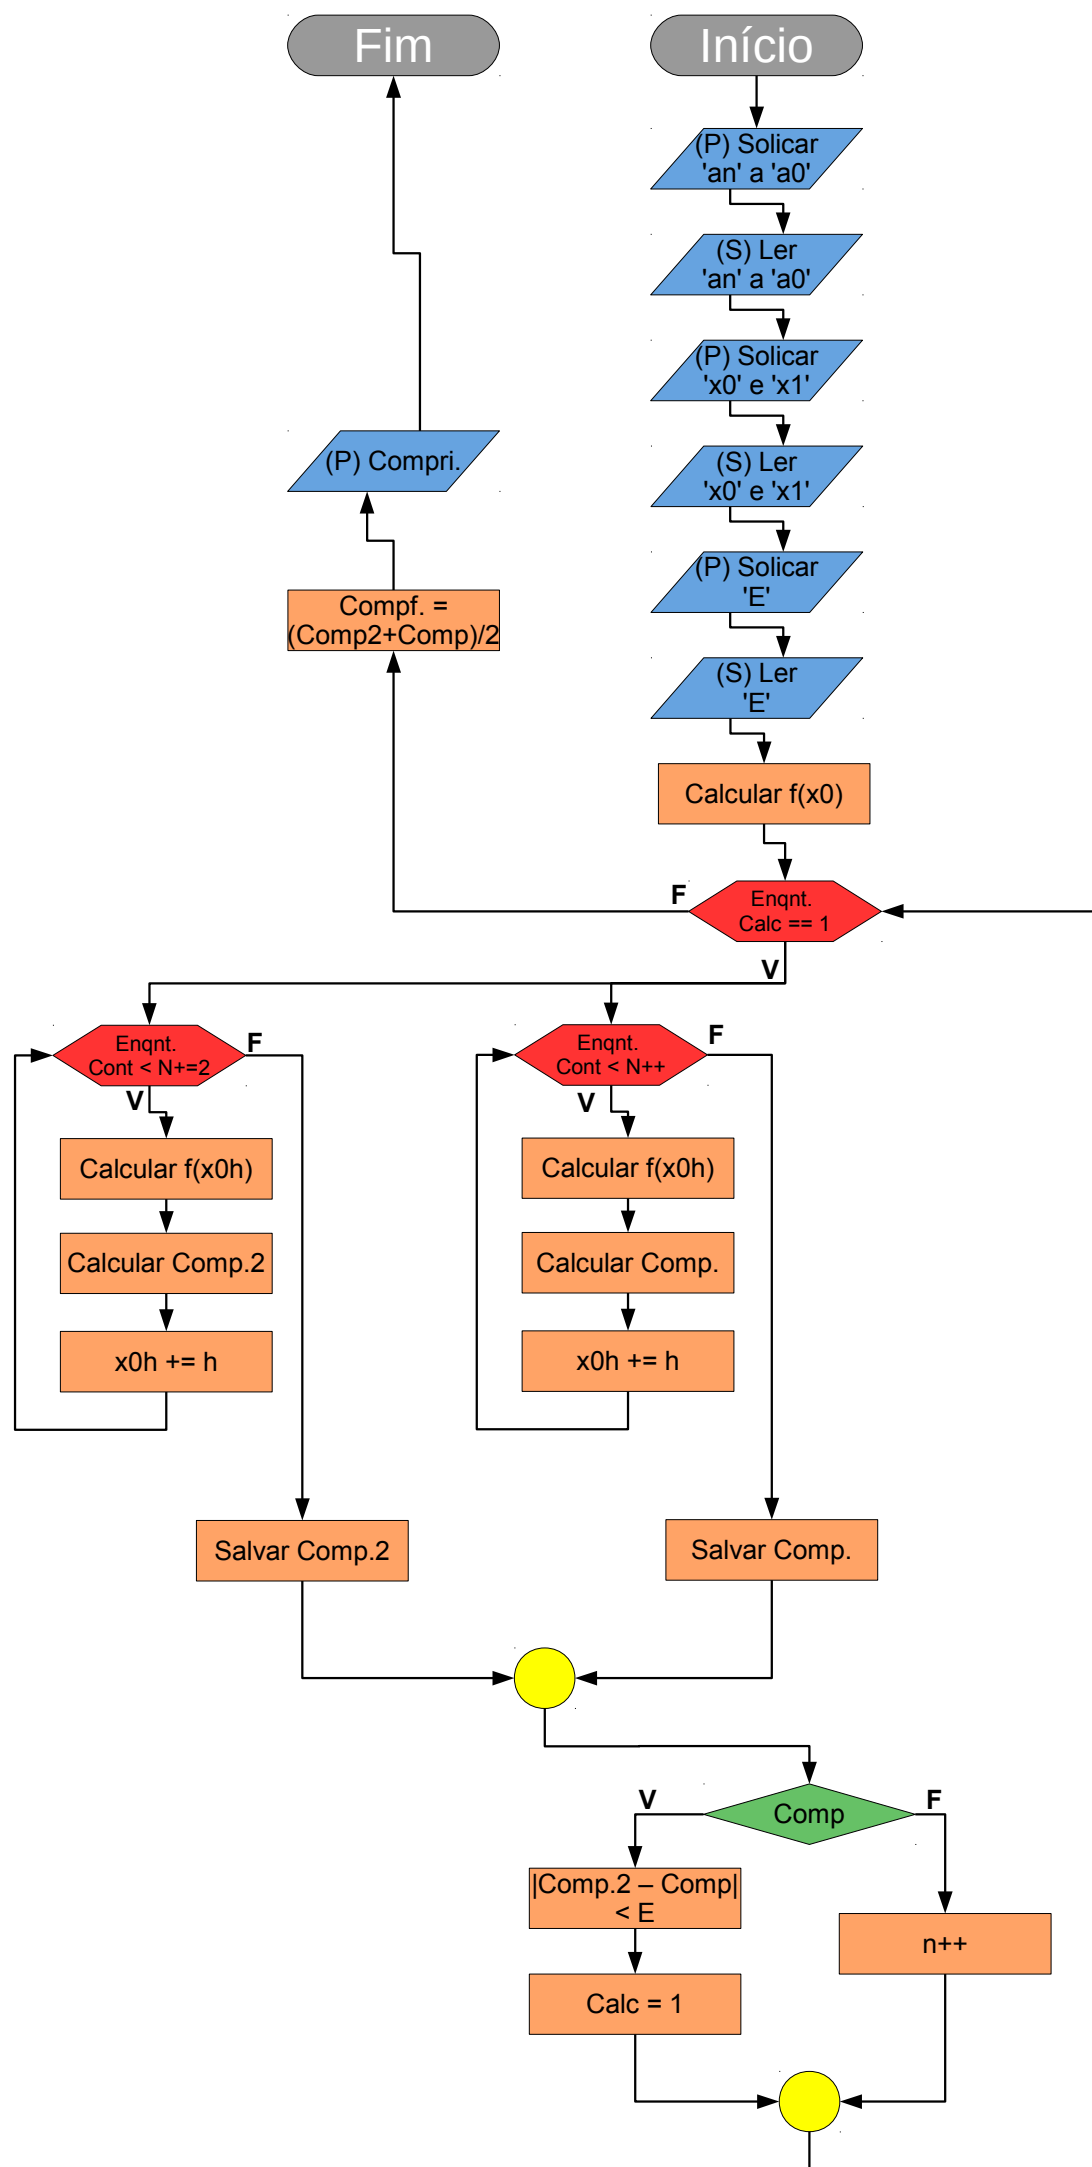 Fim
Início
(P) Solicar
'an' a 'a0'
(S) Ler
'an' a 'a0'
(P) Solicar
'x0' e 'x1'
(S) Ler
'x0' e 'x1'
(P) Solicar
'E'
(S) Ler
'E'
Calcular f(x0)
Enqnt.
Calc == 1
F
V
(P) Compri.
Compf. =
(Comp2+Comp)/2
Enqnt.
Cont < N+=2
F
V
Calcular f(x0h)
Calcular Comp.2
x0h += h
Salvar Comp.2
Enqnt.
Cont < N++
F
V
Calcular f(x0h)
Calcular Comp.
x0h += h
Salvar Comp.
Comp
V
F
|Comp.2 – Comp|
< E
Calc = 1
n++